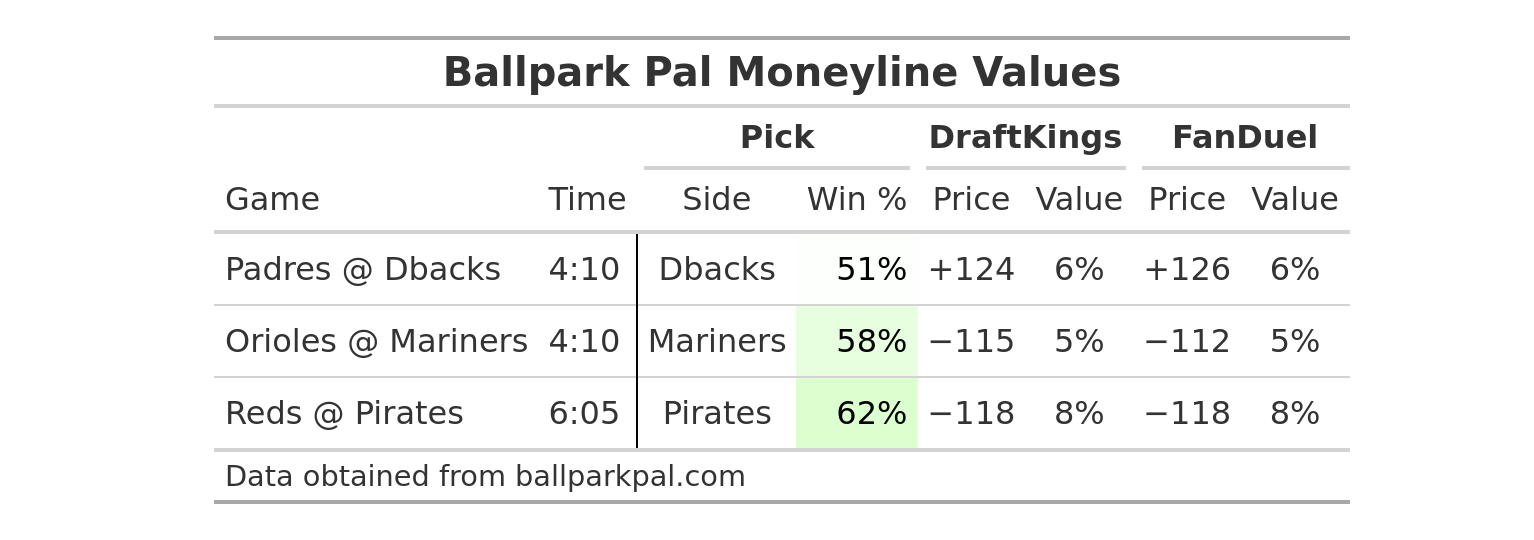 Ballpark Pal Moneyline Values
Pick DraftKings FanDuel
Game Time Side Win % Price Value Price Value
Padres @ Dbacks 4:10 Dbacks 51% +124 6% +126 6%
Orioles @ Mariners 4:10 Mariners 58% −115 5% −112 5%
Reds @ Pirates 6:05 Pirates 62% −118 8% −118 8%
Data obtained from ballparkpal.com